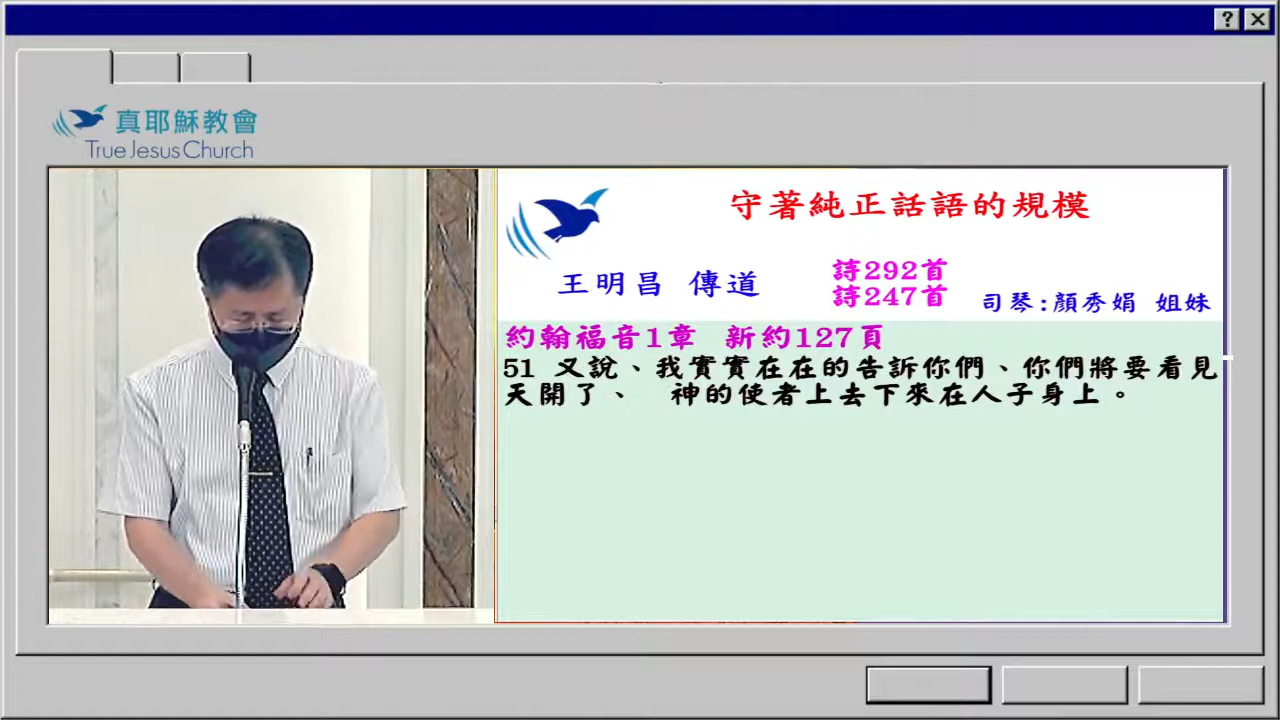 真耶穌教會
True Jesus Church
守著純正話語的規模
王明昌 傳道
詩292首
詩247首
司琴:顏秀娟 姐妹
約翰福音1章 新約127頁
51 又說、我實實在在的告訴你們、你們將要看見
天開了、 神的使者上去下來在人子身上。